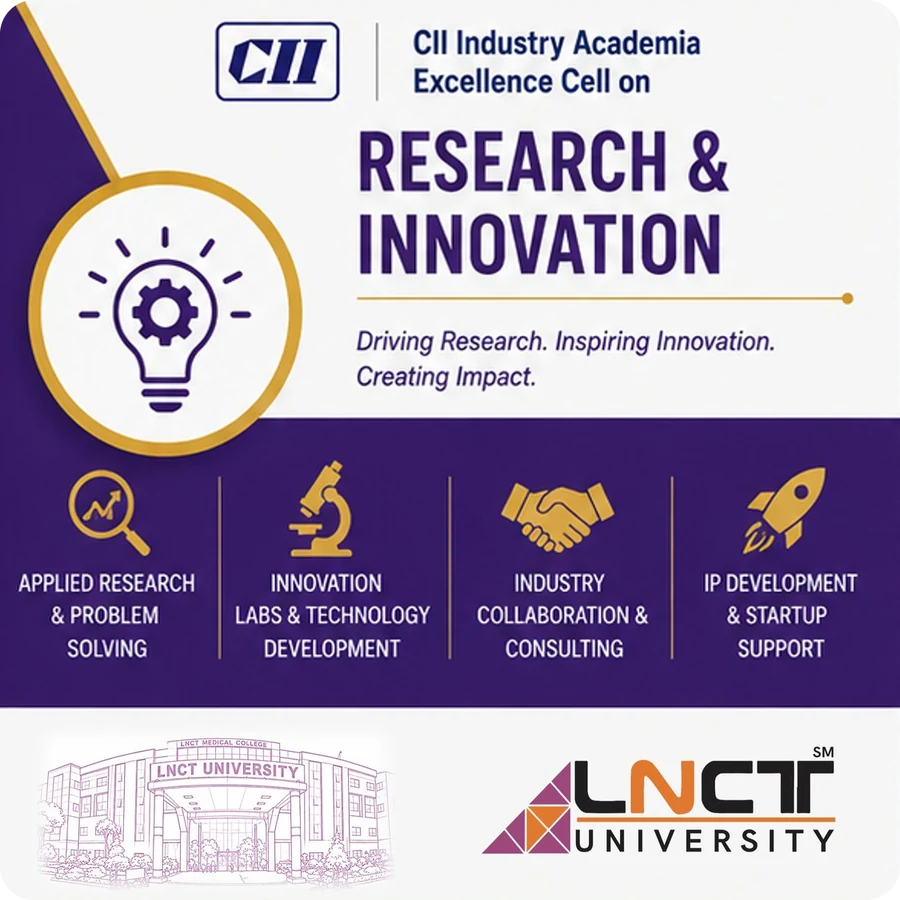 CII
CII Industry Academia
Excellence Cell on
RESEARCH &
INNOVATION
Driving Research. Inspiring Innovation.
Creating Impact.
APPLIED RESEARCH
& PROBLEM
SOLVING
INNOVATION
LABS & TECHNOLOGY
DEVELOPMENT
INDUSTRY
COLLABORATION &
CONSULTING
IP DEVELOPMENT
& STARTUP
SUPPORT
LNCT MEDICAL COLLEGE
LNCT UNIVERSITY
SM
LNCT
UNIVERSITY